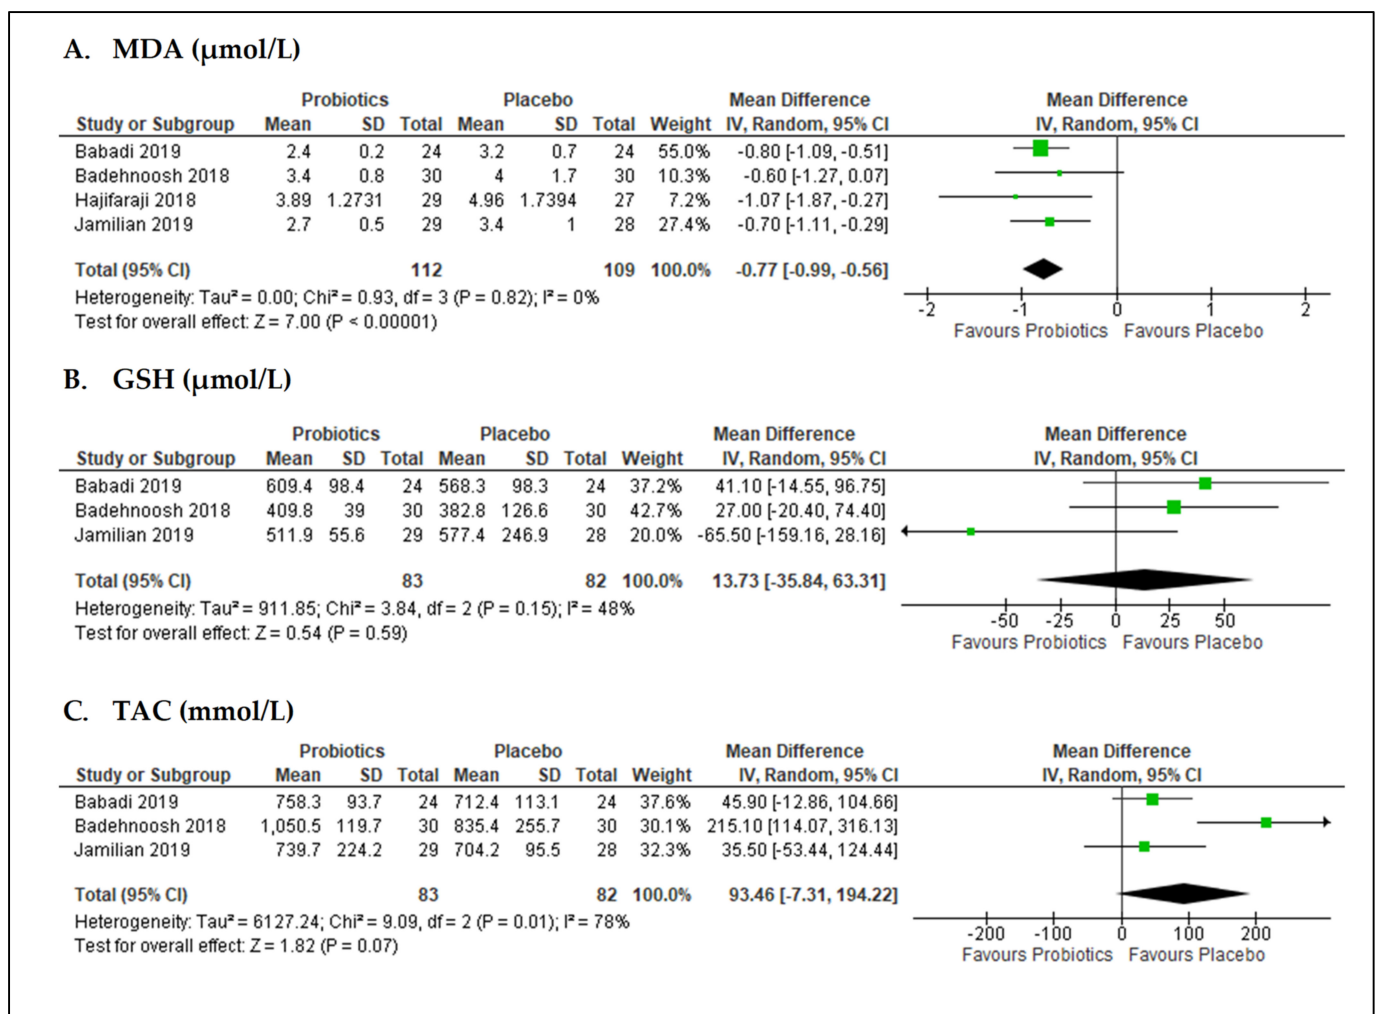 A. MDA (μmol/L)
Probiotics Placebo Mean Difference Mean Difference
Study or Subgroup Mean SD Total Mean SD Total Weight IV, Random, 95% CI IV, Random, 95% CI
Babadi 2019 2.4 0.2 24 3.2 0.7 24 55.0% -0.80 [-1.09, -0.51]
Badehnoosh 2018 3.4 0.8 30 4 1.7 30 10.3% -0.60 [-1.27, 0.07]
Hajifaraji 2018 3.89 1.2731 29 4.96 1.7394 27 7.2% -1.07 [-1.87, -0.27]
Jamilian 2019 2.7 0.5 29 3.4 1 28 27.4% -0.70 [-1.11, -0.29]
Total (95% CI) 112 109 100.0% -0.77 [-0.99, -0.56]
Heterogeneity: Tau² = 0.00; Chi² = 0.93, df = 3 (P = 0.82); I² = 0%
Test for overall effect: Z = 7.00 (P < 0.00001)
-2 -1 0 1 2
Favours Probiotics Favours Placebo
B. GSH (μmol/L)
Probiotics Placebo Mean Difference Mean Difference
Study or Subgroup Mean SD Total Mean SD Total Weight IV, Random, 95% CI IV, Random, 95% CI
Babadi 2019 609.4 98.4 24 568.3 98.3 24 37.2% 41.10 [-14.55, 96.75]
Badehnoosh 2018 409.8 39 30 382.8 126.6 30 42.7% 27.00 [-20.40, 74.40]
Jamilian 2019 511.9 55.6 29 577.4 246.9 28 20.0% -65.50 [-159.16, 28.16]
Total (95% CI) 83 82 100.0% 13.73 [-35.84, 63.31]
Heterogeneity: Tau² = 911.85; Chi² = 3.84, df = 2 (P = 0.15); I² = 48%
Test for overall effect: Z = 0.54 (P = 0.59)
-50 -25 0 25 50
Favours Probiotics Favours Placebo
C. TAC (mmol/L)
Probiotics Placebo Mean Difference Mean Difference
Study or Subgroup Mean SD Total Mean SD Total Weight IV, Random, 95% CI IV, Random, 95% CI
Babadi 2019 758.3 93.7 24 712.4 113.1 24 37.6% 45.90 [-12.86, 104.66]
Badehnoosh 2018 1,050.5 119.7 30 835.4 255.7 30 30.1% 215.10 [114.07, 316.13]
Jamilian 2019 739.7 224.2 29 704.2 95.5 28 32.3% 35.50 [-53.44, 124.44]
Total (95% CI) 83 82 100.0% 93.46 [-7.31, 194.22]
Heterogeneity: Tau² = 6127.24; Chi² = 9.09, df = 2 (P = 0.01); I² = 78%
Test for overall effect: Z = 1.82 (P = 0.07)
-200 -100 0 100 200
Favours Probiotics Favours Placebo